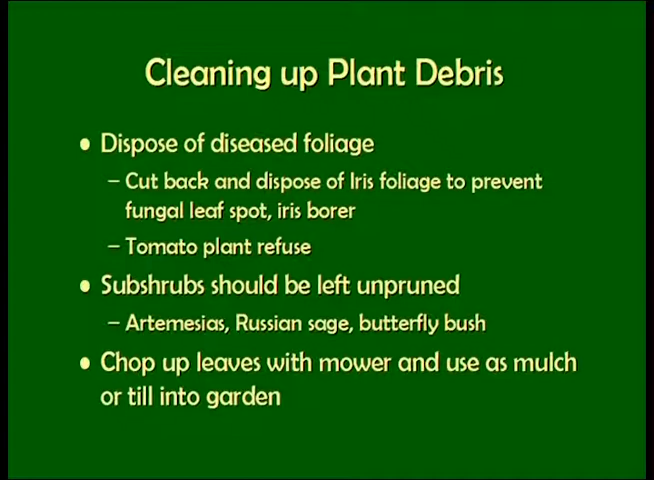 Cleaning up Plant Debris
• Dispose of diseased foliage
– Cut back and dispose of Iris foliage to prevent
fungal leaf spot, iris borer
– Tomato plant refuse
• Subshrubs should be left unpruned
– Artemesias, Russian sage, butterfly bush
• Chop up leaves with mower and use as mulch
or till into garden